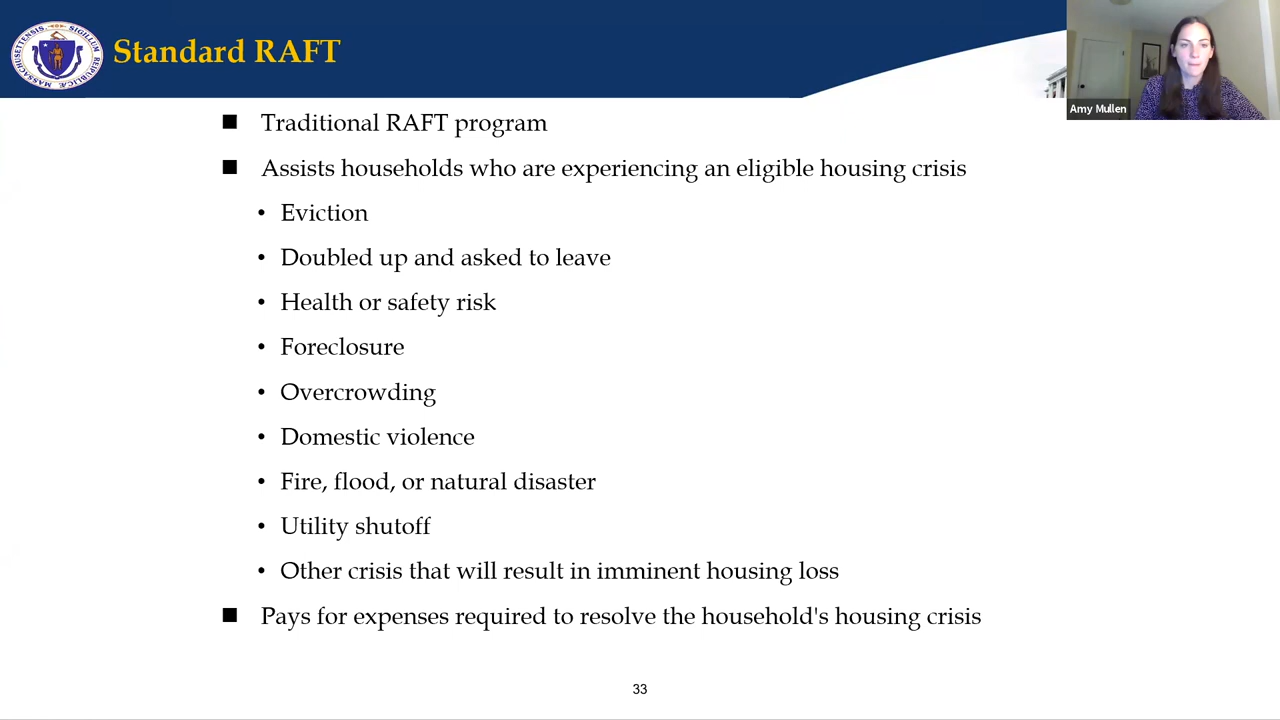 Standard RAFT
Amy Mullen
■ Traditional RAFT program
■ Assists households who are experiencing an eligible housing crisis
• Eviction
• Doubled up and asked to leave
• Health or safety risk
• Foreclosure
• Overcrowding
• Domestic violence
• Fire, flood, or natural disaster
• Utility shutoff
• Other crisis that will result in imminent housing loss
■ Pays for expenses required to resolve the household's housing crisis
33